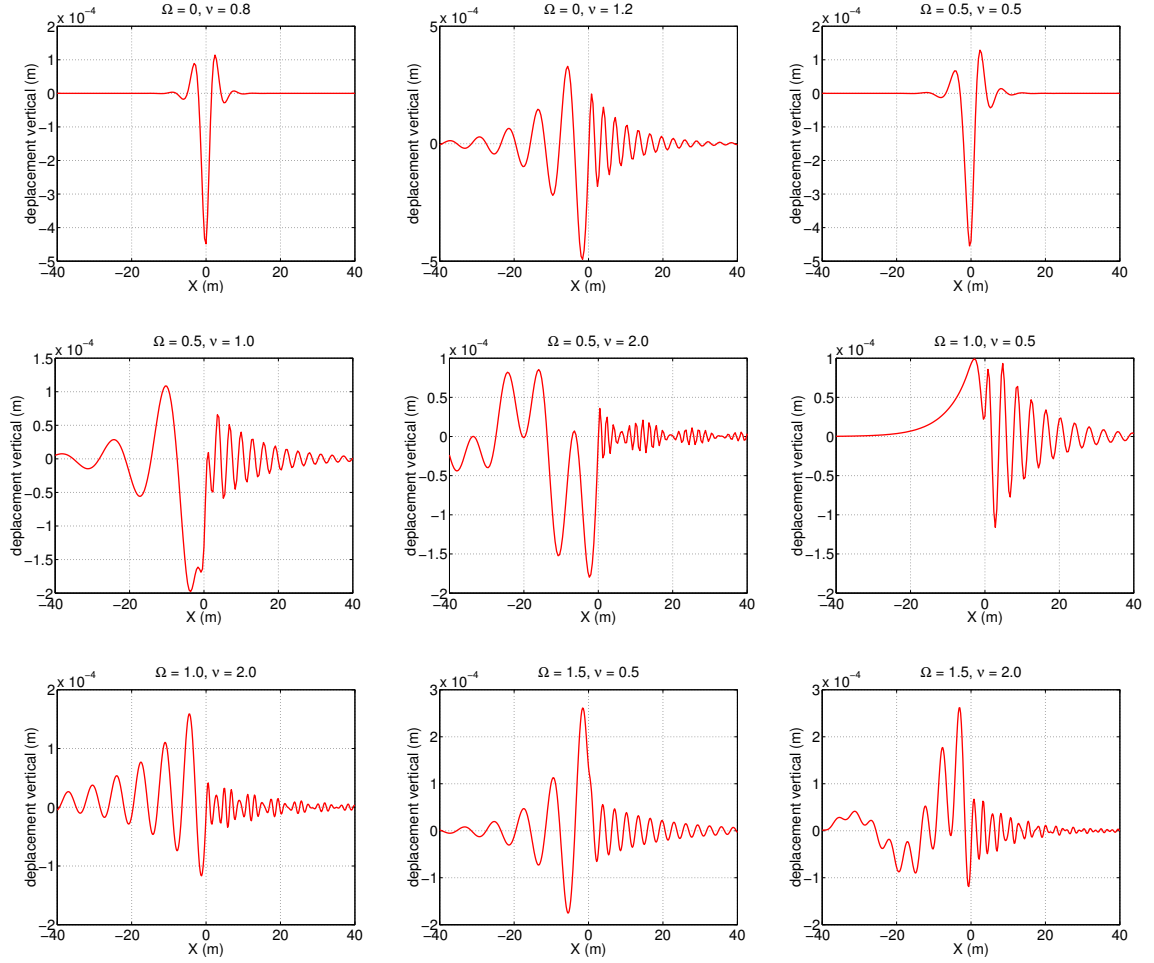 Ω = 0, ν = 0.8
x 10⁻⁴
2
1
0
−1
−2
−3
−4
−5
−40 −20 0 20 40
X (m)
deplacement vertical (m)
Ω = 0, ν = 1.2
x 10⁻⁴
5
0
−5
−40 −20 0 20 40
X (m)
deplacement vertical (m)
Ω = 0.5, ν = 0.5
x 10⁻⁴
2
1
0
−1
−2
−3
−4
−5
−40 −20 0 20 40
X (m)
deplacement vertical (m)
Ω = 0.5, ν = 1.0
x 10⁻⁴
1.5
1
0.5
0
−0.5
−1
−1.5
−2
−40 −20 0 20 40
X (m)
deplacement vertical (m)
Ω = 0.5, ν = 2.0
x 10⁻⁴
1
0.5
0
−0.5
−1
−1.5
−2
−40 −20 0 20 40
X (m)
deplacement vertical (m)
Ω = 1.0, ν = 0.5
x 10⁻⁴
1
0.5
0
−0.5
−1
−1.5
−2
−40 −20 0 20 40
X (m)
deplacement vertical (m)
Ω = 1.0, ν = 2.0
x 10⁻⁴
2
1
0
−1
−2
−40 −20 0 20 40
X (m)
deplacement vertical (m)
Ω = 1.5, ν = 0.5
x 10⁻⁴
3
2
1
0
−1
−2
−40 −20 0 20 40
X (m)
deplacement vertical (m)
Ω = 1.5, ν = 2.0
x 10⁻⁴
3
2
1
0
−1
−2
−40 −20 0 20 40
X (m)
deplacement vertical (m)